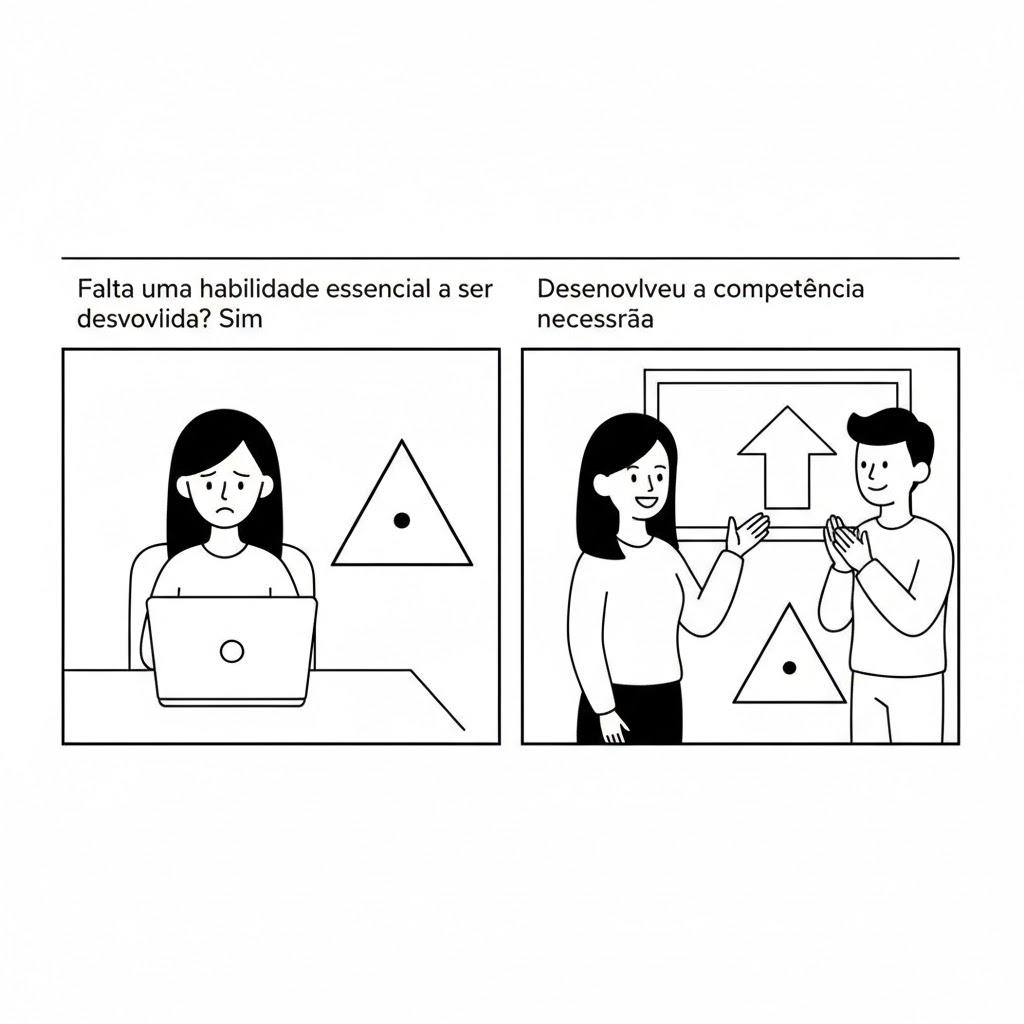 Falta uma habilidade essencial a ser
desvovlida? Sim
Desenovlveu a competência
necessrãa